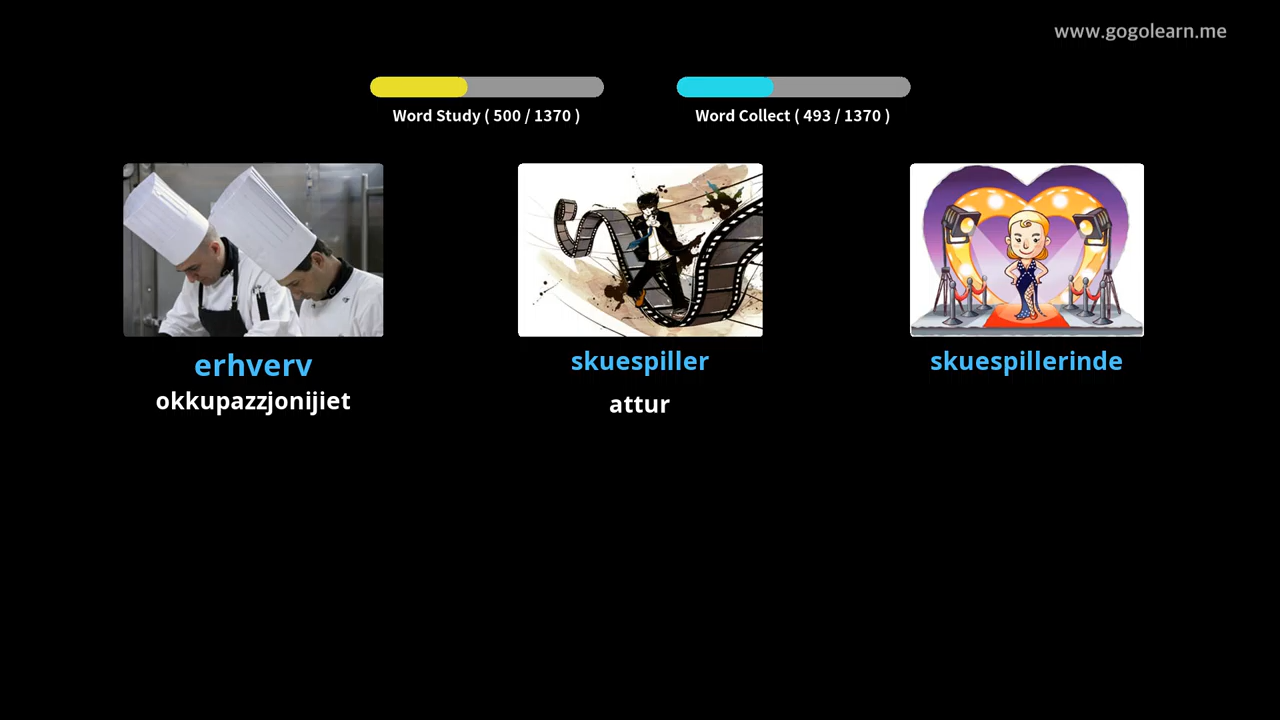 www.gogolearn.me
Word Study ( 500 / 1370 )
Word Collect ( 493 / 1370 )
erhverv
okkupazzjonijiet
skuespiller
attur
skuespillerinde